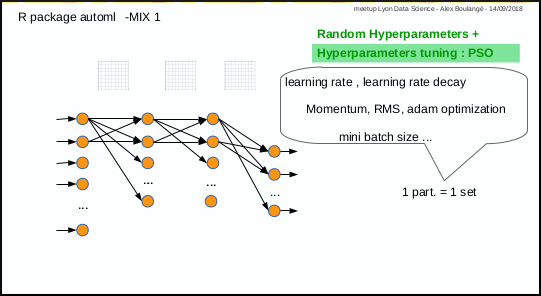 meetup Lyon Data Science - Alex Boulangé - 14/09/2018
R package automl -MIX 1
Random Hyperparameters +
Hyperparameters tuning : PSO
learning rate , learning rate decay
Momentum, RMS, adam optimization
mini batch size ...
1 part. = 1 set
...
...
...
...